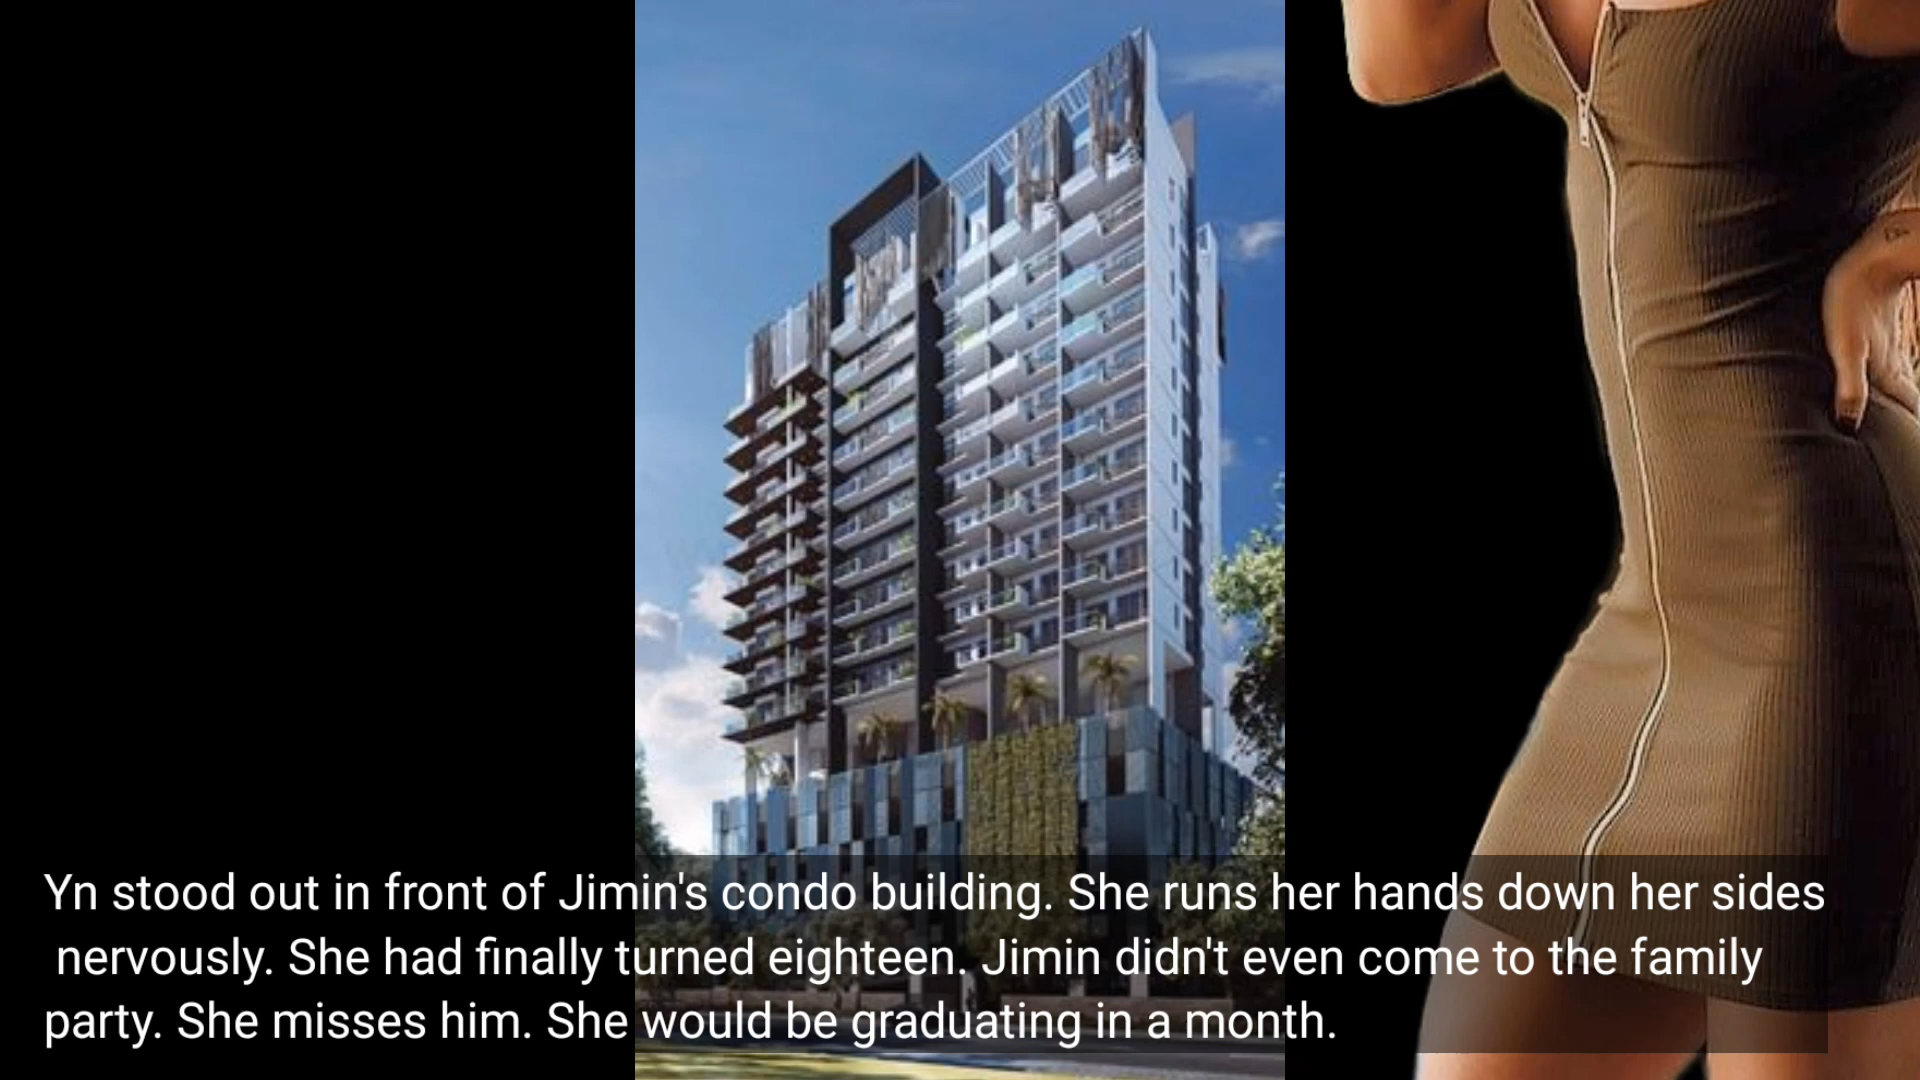 Yn stood out in front of Jimin's condo building. She runs her hands down her sides
nervously. She had finally turned eighteen. Jimin didn't even come to the family
party. She misses him. She would be graduating in a month.